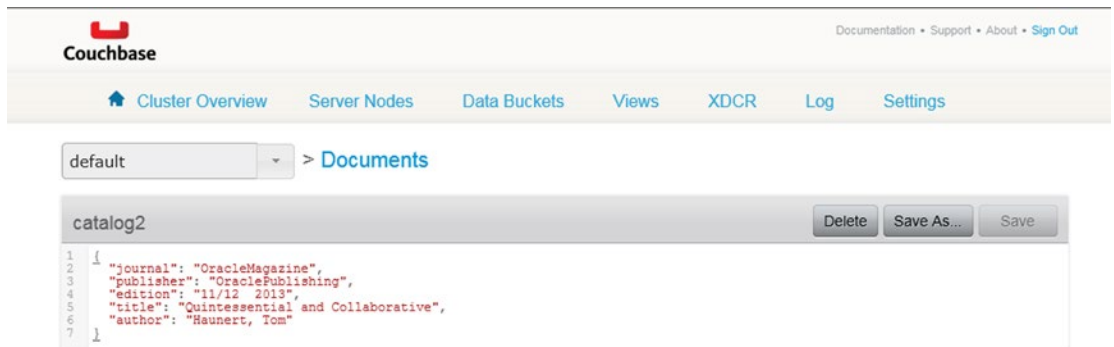 Couchbase
Documentation • Support • About • Sign Out
Cluster Overview Server Nodes Data Buckets Views XDCR Log Settings
default > Documents
catalog2 Delete Save As... Save
1 {
2 "journal": "OracleMagazine",
3 "publisher": "OraclePublishing",
4 "edition": "11/12  2013",
5 "title": "Quintessential and Collaborative",
6 "author": "Haunert, Tom"
7 }